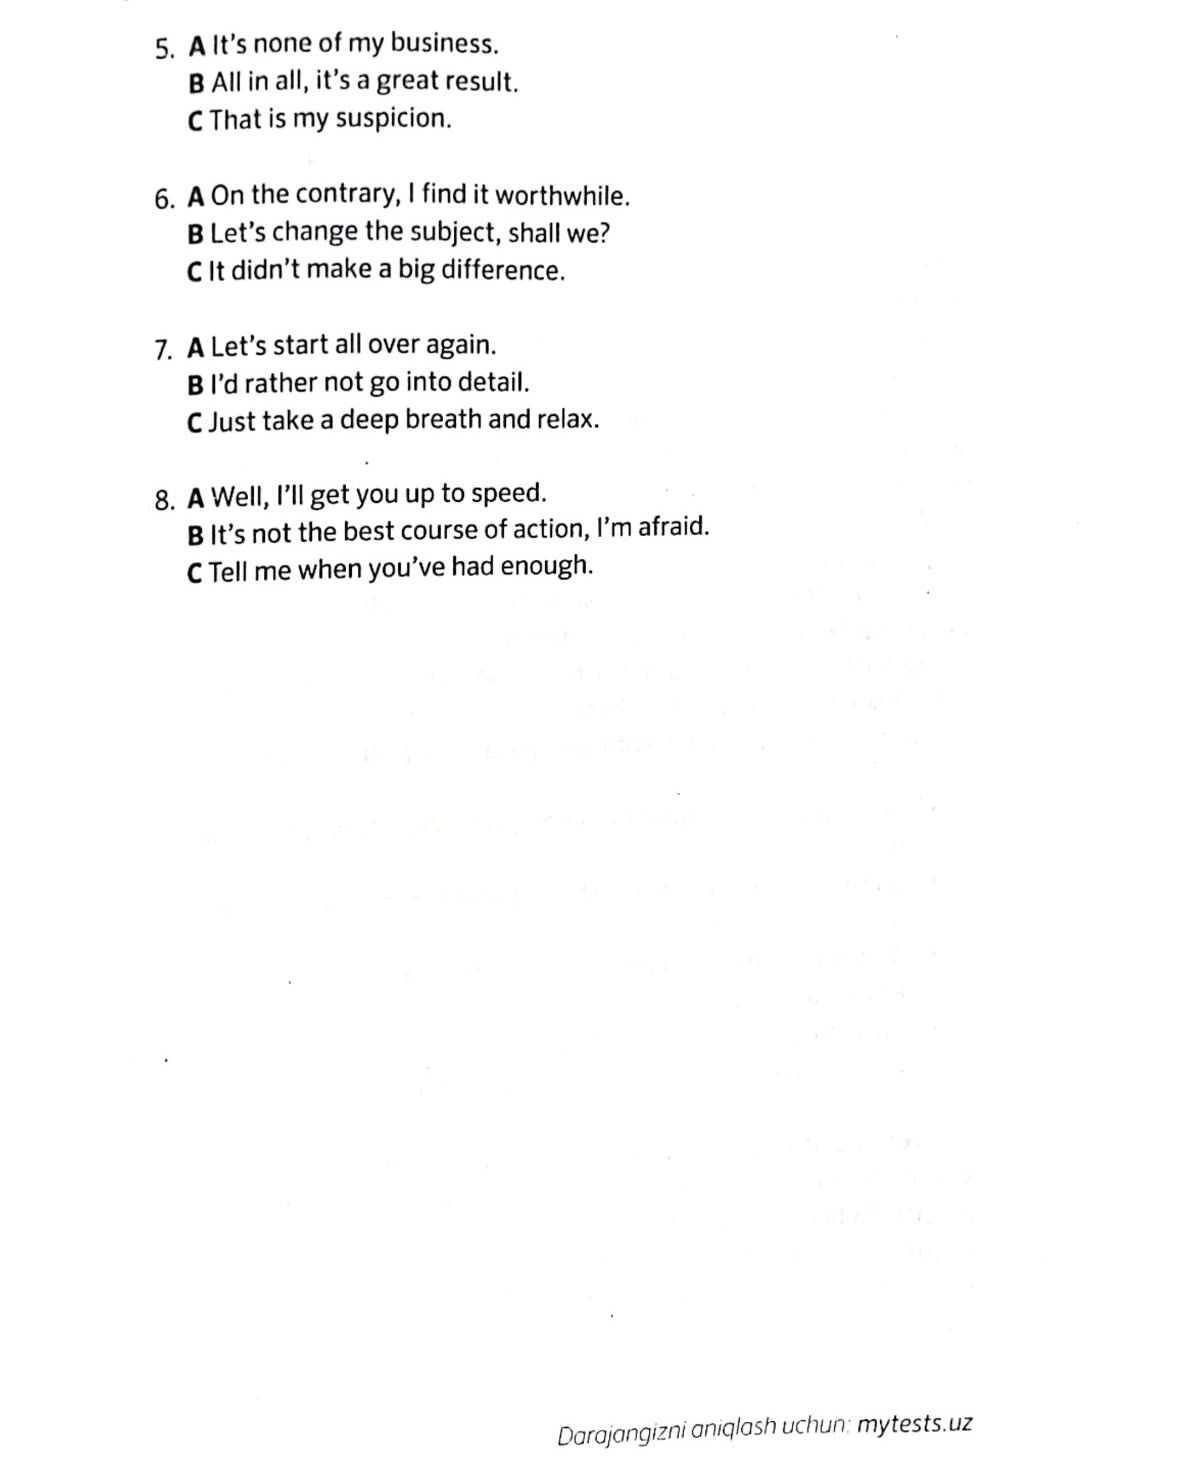 5. A It's none of my business.
B All in all, it's a great result.
C That is my suspicion.
6. A On the contrary, I find it worthwhile.
B Let's change the subject, shall we?
C It didn't make a big difference.
7. A Let's start all over again.
B I'd rather not go into detail.
C Just take a deep breath and relax.
8. A Well, I'll get you up to speed.
B It's not the best course of action, I'm afraid.
C Tell me when you've had enough.
Darajangizni aniqlash uchun: mytests.uz